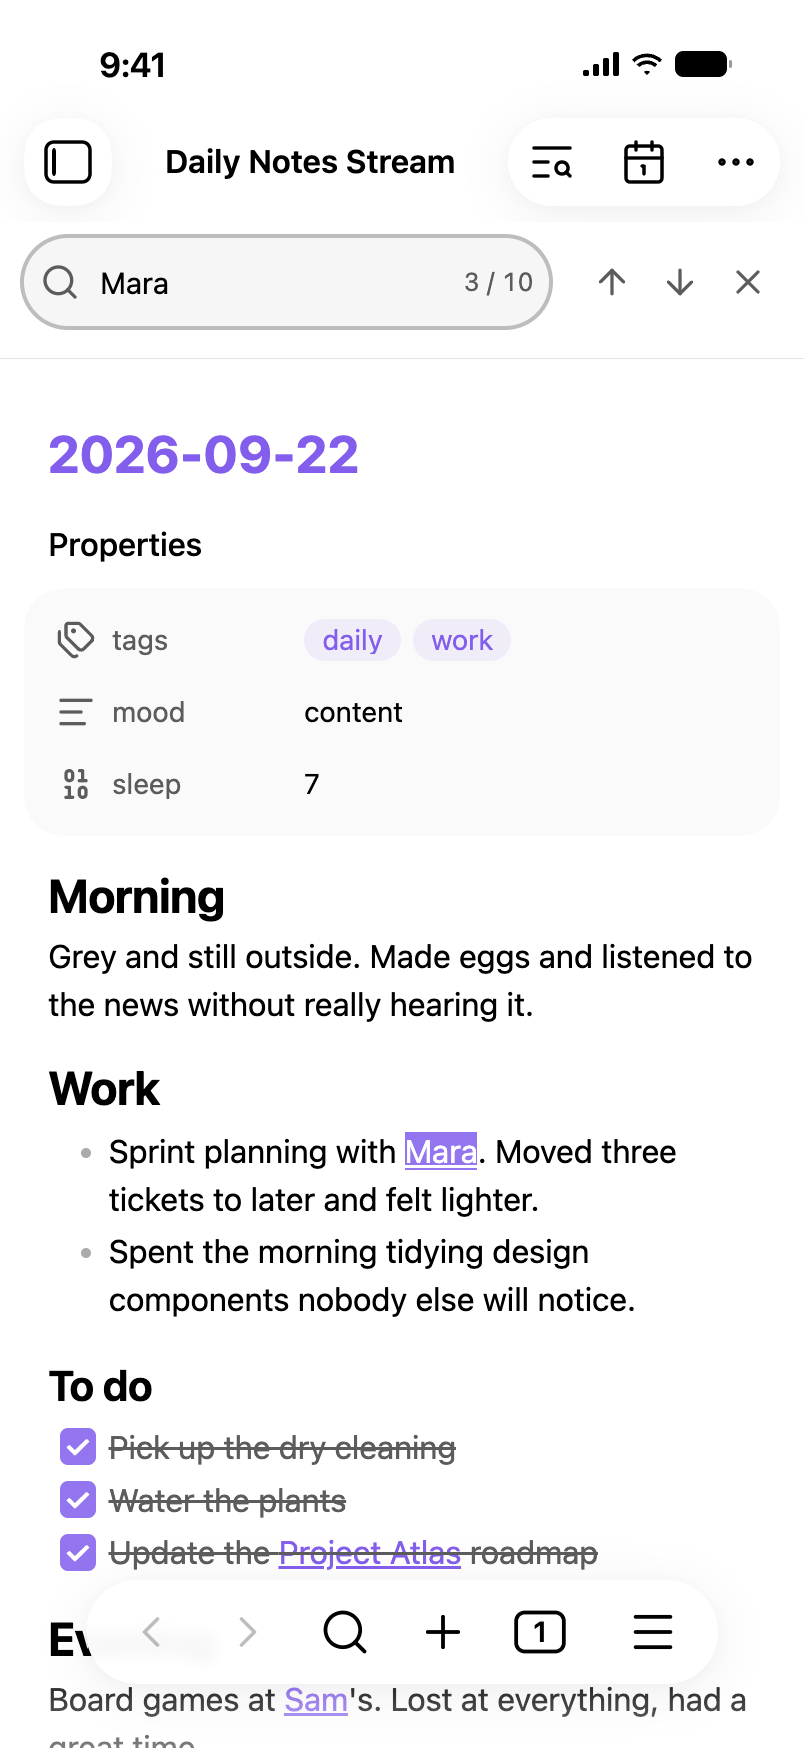 9:41
Daily Notes Stream
1
Mara
3 / 10
2026-09-22
Properties
tags
daily
work
mood
content
sleep
7
Morning
Grey and still outside. Made eggs and listened to
the news without really hearing it.
Work
Sprint planning with Mara. Moved three
tickets to later and felt lighter.
Spent the morning tidying design
components nobody else will notice.
To do
Pick up the dry cleaning
Water the plants
Update the Project Atlas roadmap
1
Board games at Sam's. Lost at everything, had a
great time.